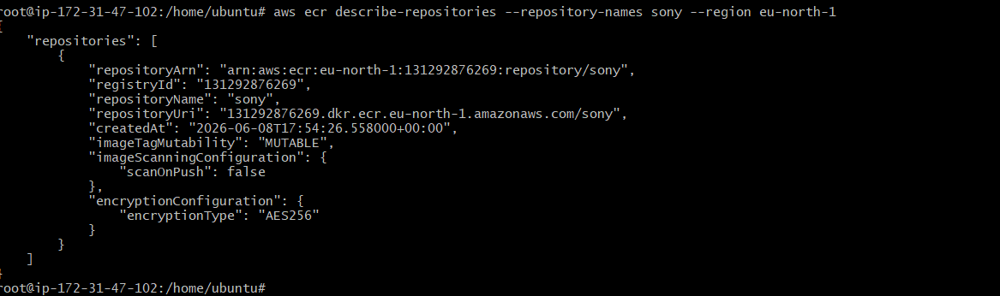 root@ip-172-31-47-102:/home/ubuntu# aws ecr describe-repositories --repository-names sony --region eu-north-1
{
    "repositories": [
        {
            "repositoryArn": "arn:aws:ecr:eu-north-1:131292876269:repository/sony",
            "registryId": "131292876269",
            "repositoryName": "sony",
            "repositoryUri": "131292876269.dkr.ecr.eu-north-1.amazonaws.com/sony",
            "createdAt": "2026-06-08T17:54:26.558000+00:00",
            "imageTagMutability": "MUTABLE",
            "imageScanningConfiguration": {
                "scanOnPush": false
            },
            "encryptionConfiguration": {
                "encryptionType": "AES256"
            }
        }
    ]
}
root@ip-172-31-47-102:/home/ubuntu#